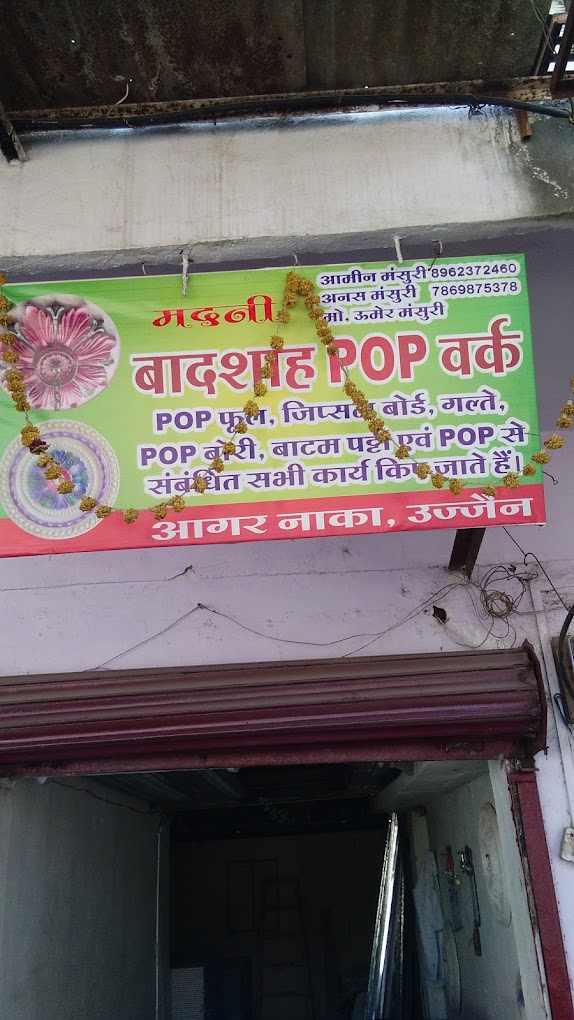 आमीन मंसुरी 8962372460
अनस मंसुरी 7869875378
मो. ऊमेर मंसुरी
मदनी
बादशाह POP वर्क
POP फूल, जिप्सम बोर्ड, गल्ते,
POP बोरी, बाटम पट्टी एवं POP से
संबंधित सभी कार्य किए जाते हैं।
आगर नाका, उज्जैन